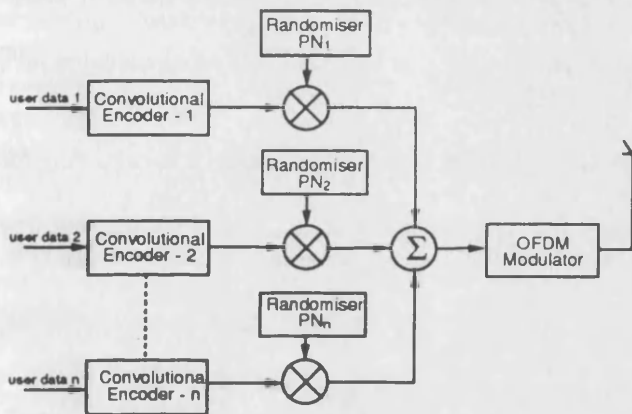 Randomiser
PN1
user data 1
Convolutional
Encoder - 1
Randomiser
PN2
user data 2
Convolutional
Encoder - 2
Σ
OFDM
Modulator
Randomiser
PNn
user data n
Convolutional
Encoder - n